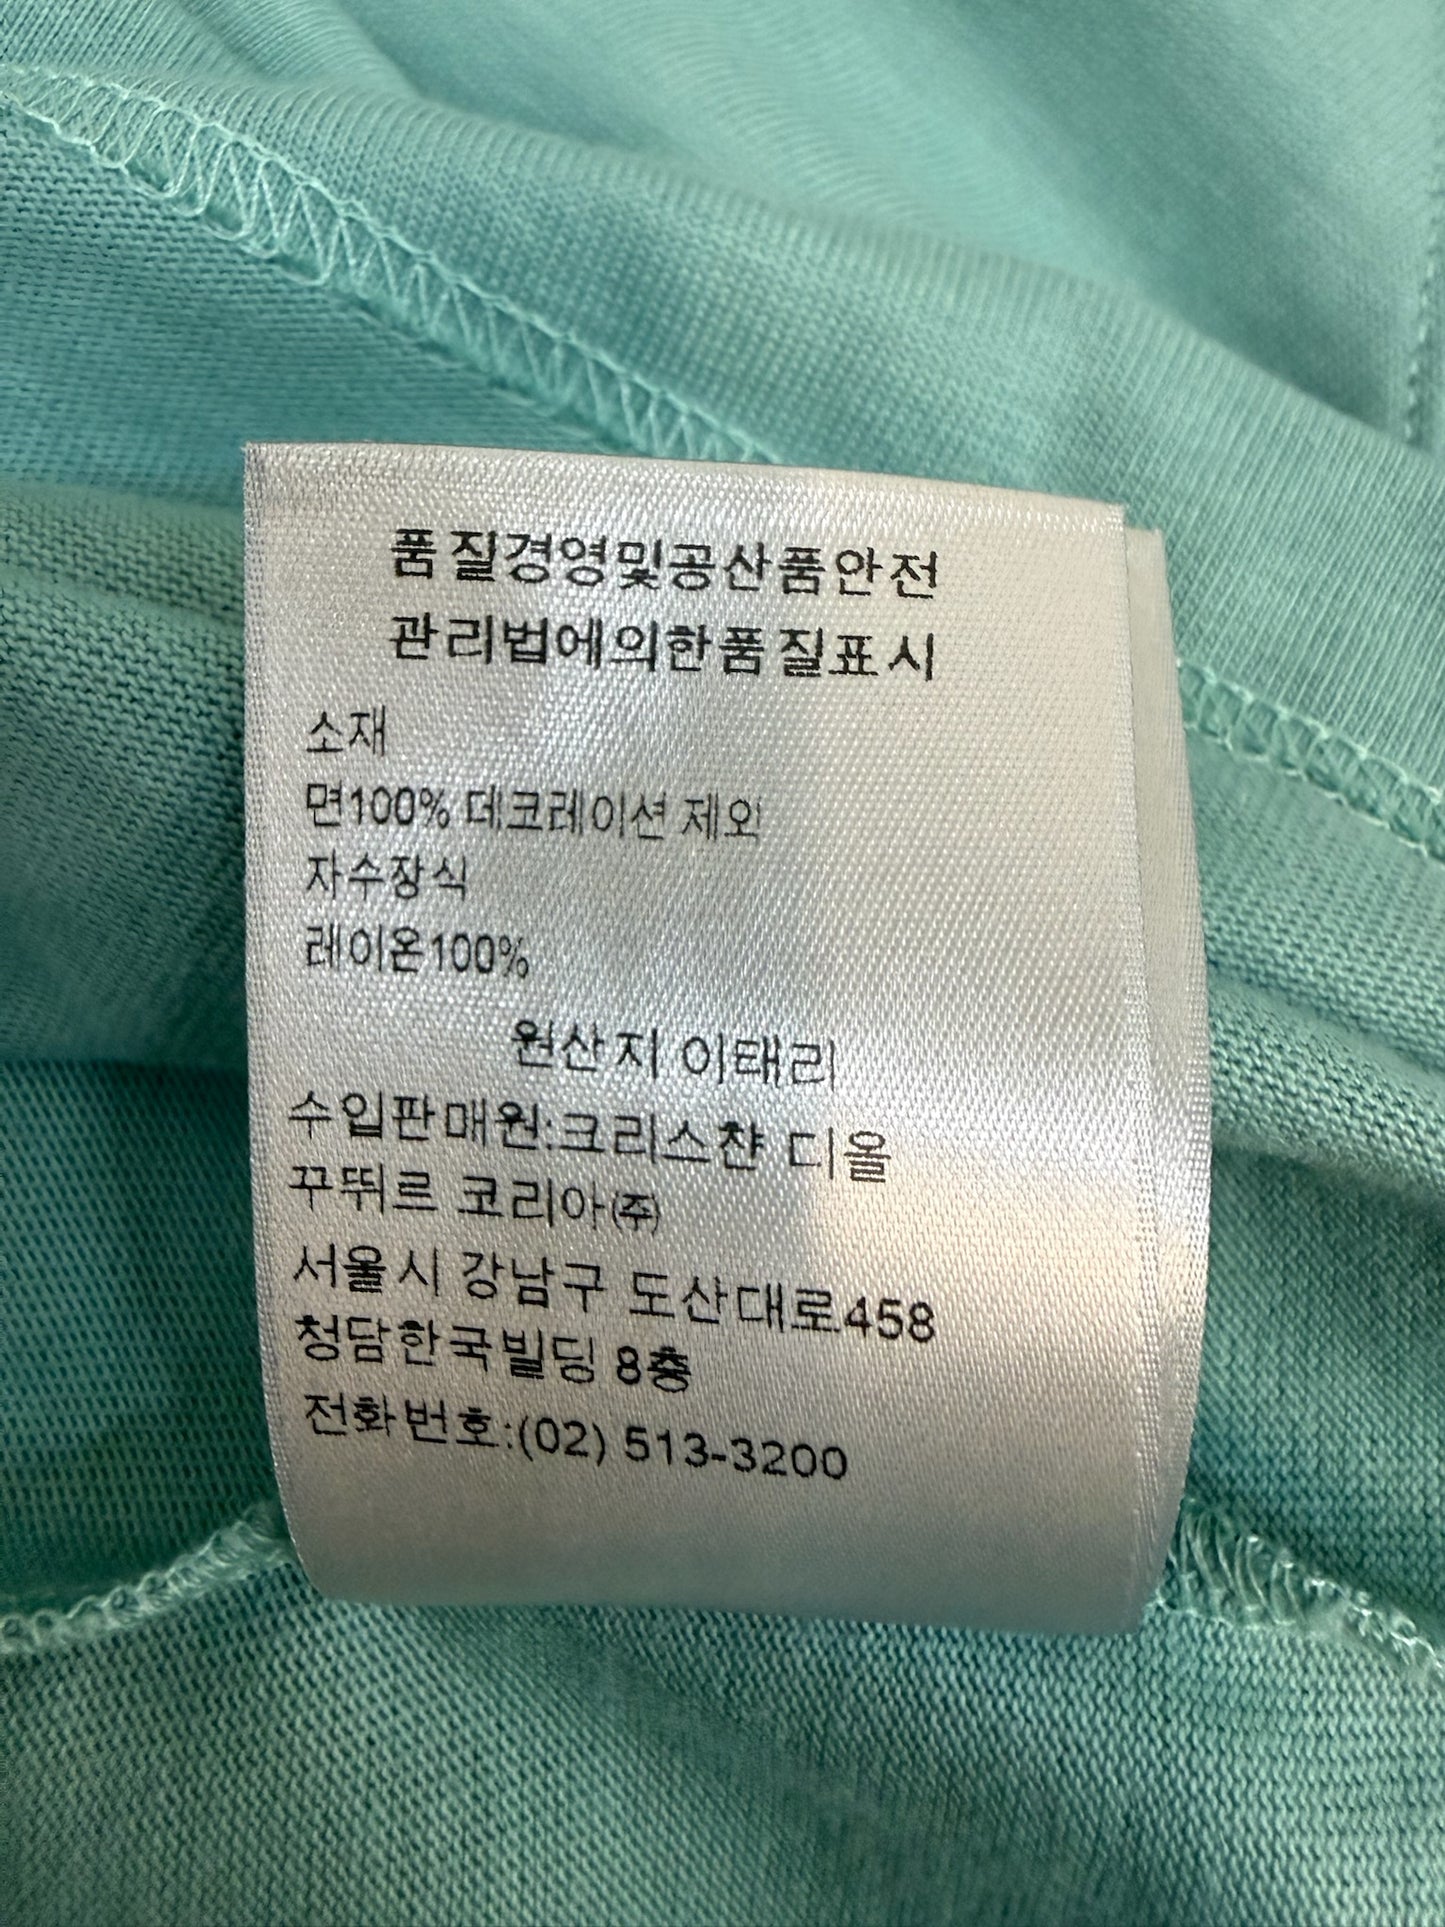 품질경영및공산품안전
관리법에의한품질표시
소재
면100% 데코레이션 제외
자수장식
레이온100%
원산지 이태리
수입판매원:크리스챤 디올
꾸뛰르 코리아㈜
서울시 강남구 도산대로458
청담한국빌딩 8층
전화번호:(02) 513-3200